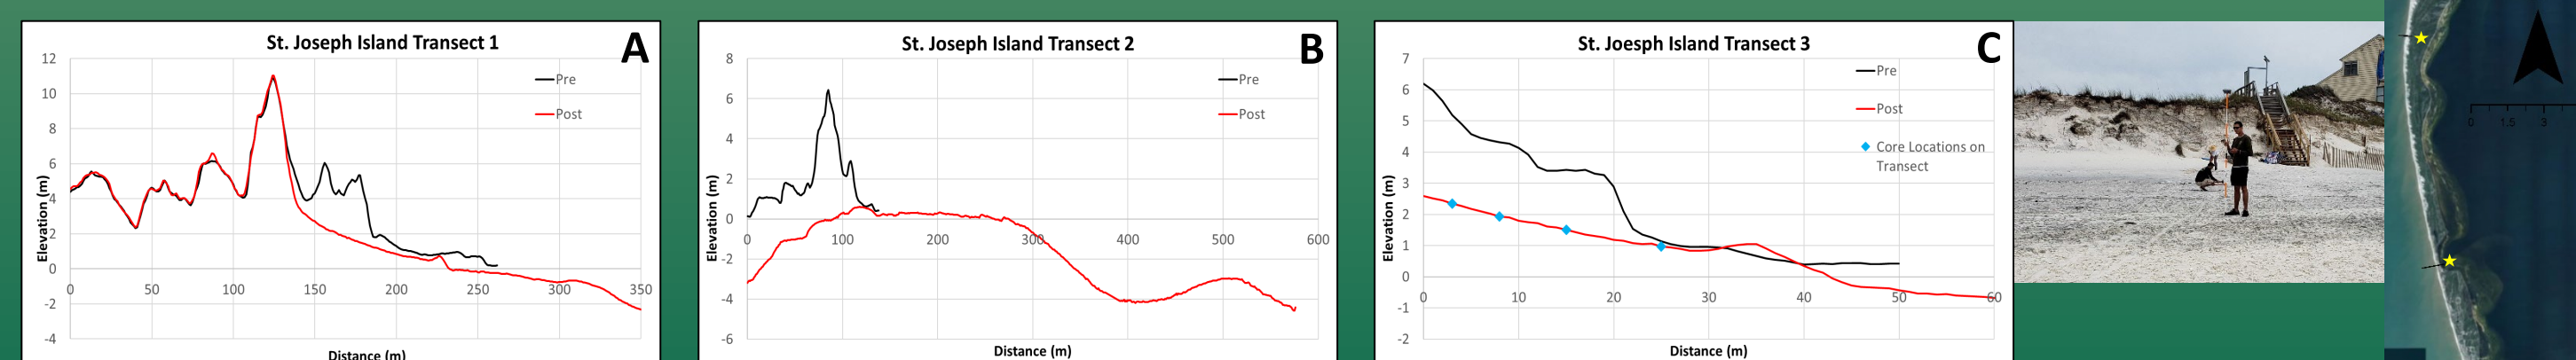 St. Joseph Island Transect 1
A
12
10
8
6
4
2
0
-2
-4
Elevation (m)
Pre
Post
0 50 100 150 200 250 300 350
Distance (m)
St. Joseph Island Transect 2
B
8
6
4
2
0
-2
-4
-6
Elevation (m)
Pre
Post
0 100 200 300 400 500 600
Distance (m)
St. Joesph Island Transect 3
C
7
6
5
4
3
2
1
0
-1
-2
Elevation (m)
Pre
Post
Core Locations on
Transect
0 10 20 30 40 50 60
Distance (m)
0 1.5 3